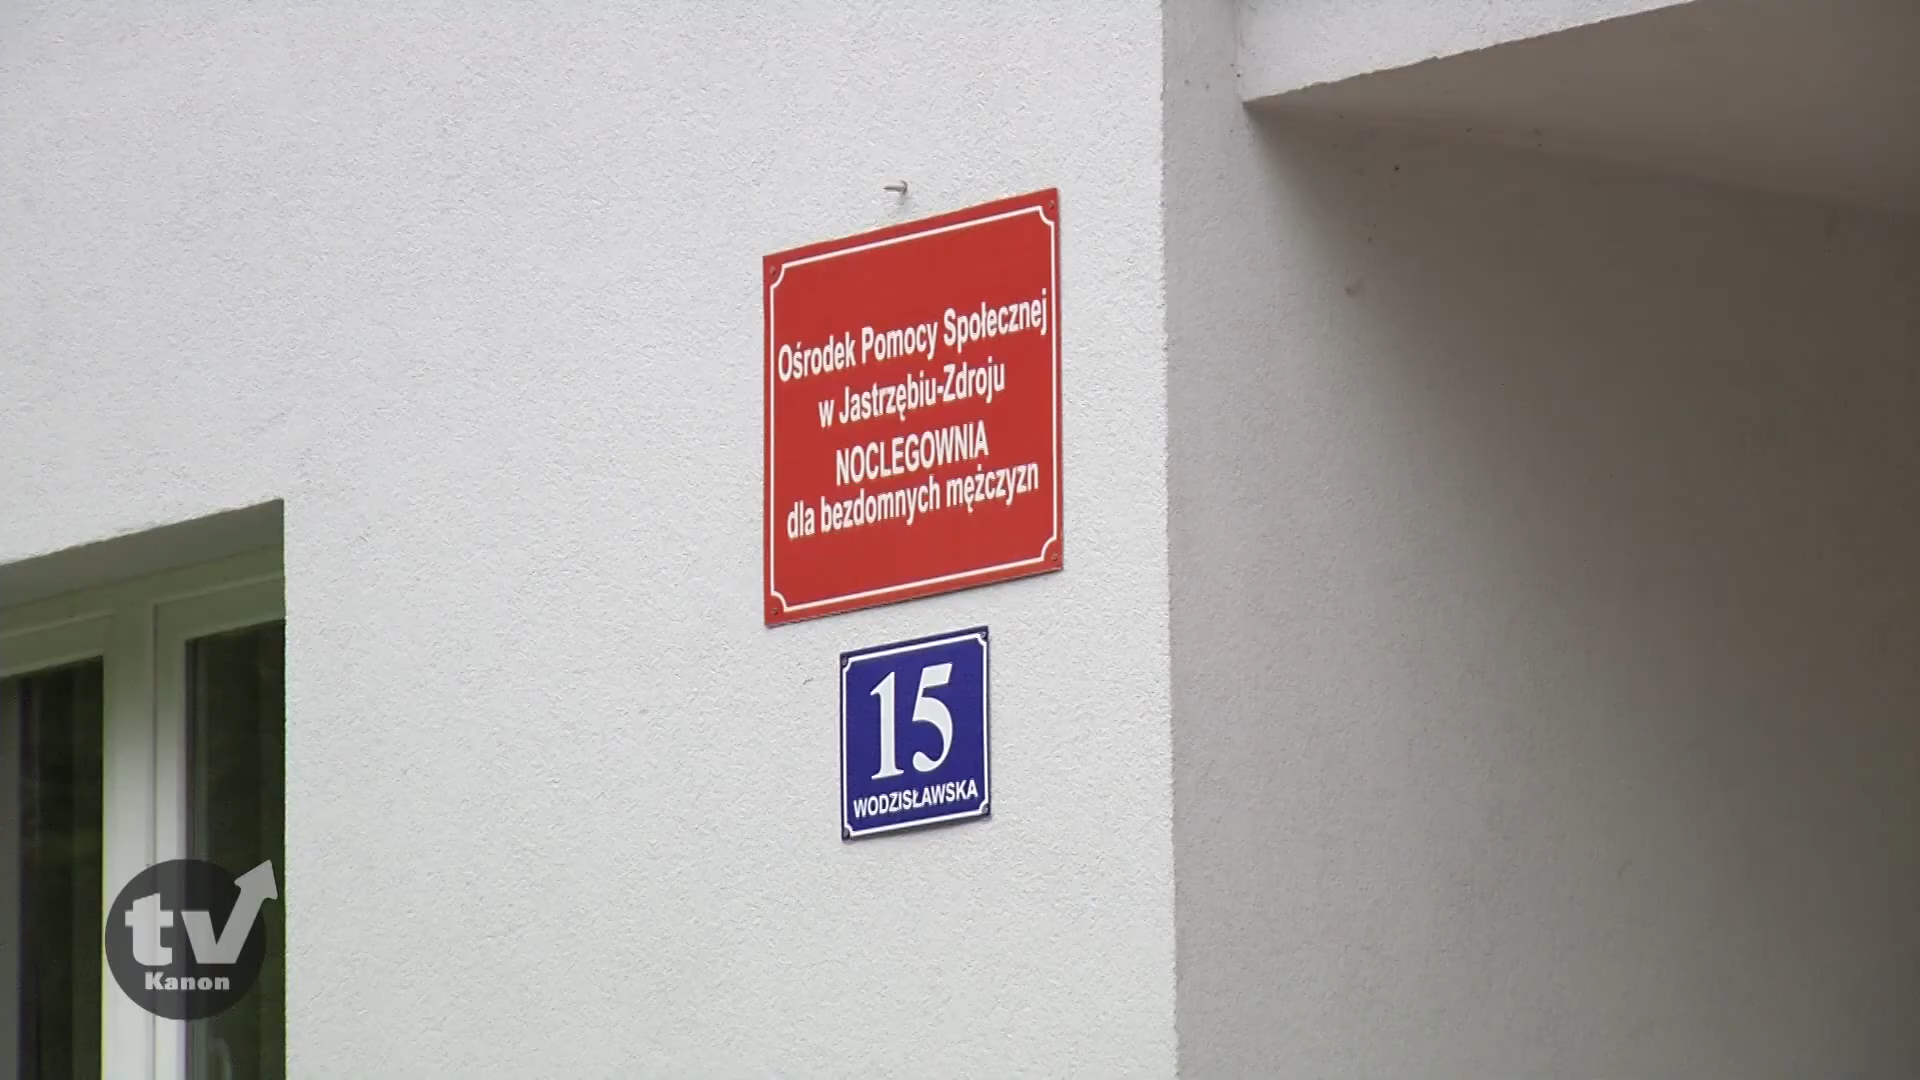 Ośrodek Pomocy Społecznej
w Jastrzębiu-Zdroju
NOCLEGOWNIA
dla bezdomnych mężczyzn
15
WODZISŁAWSKA
tv
Kanon